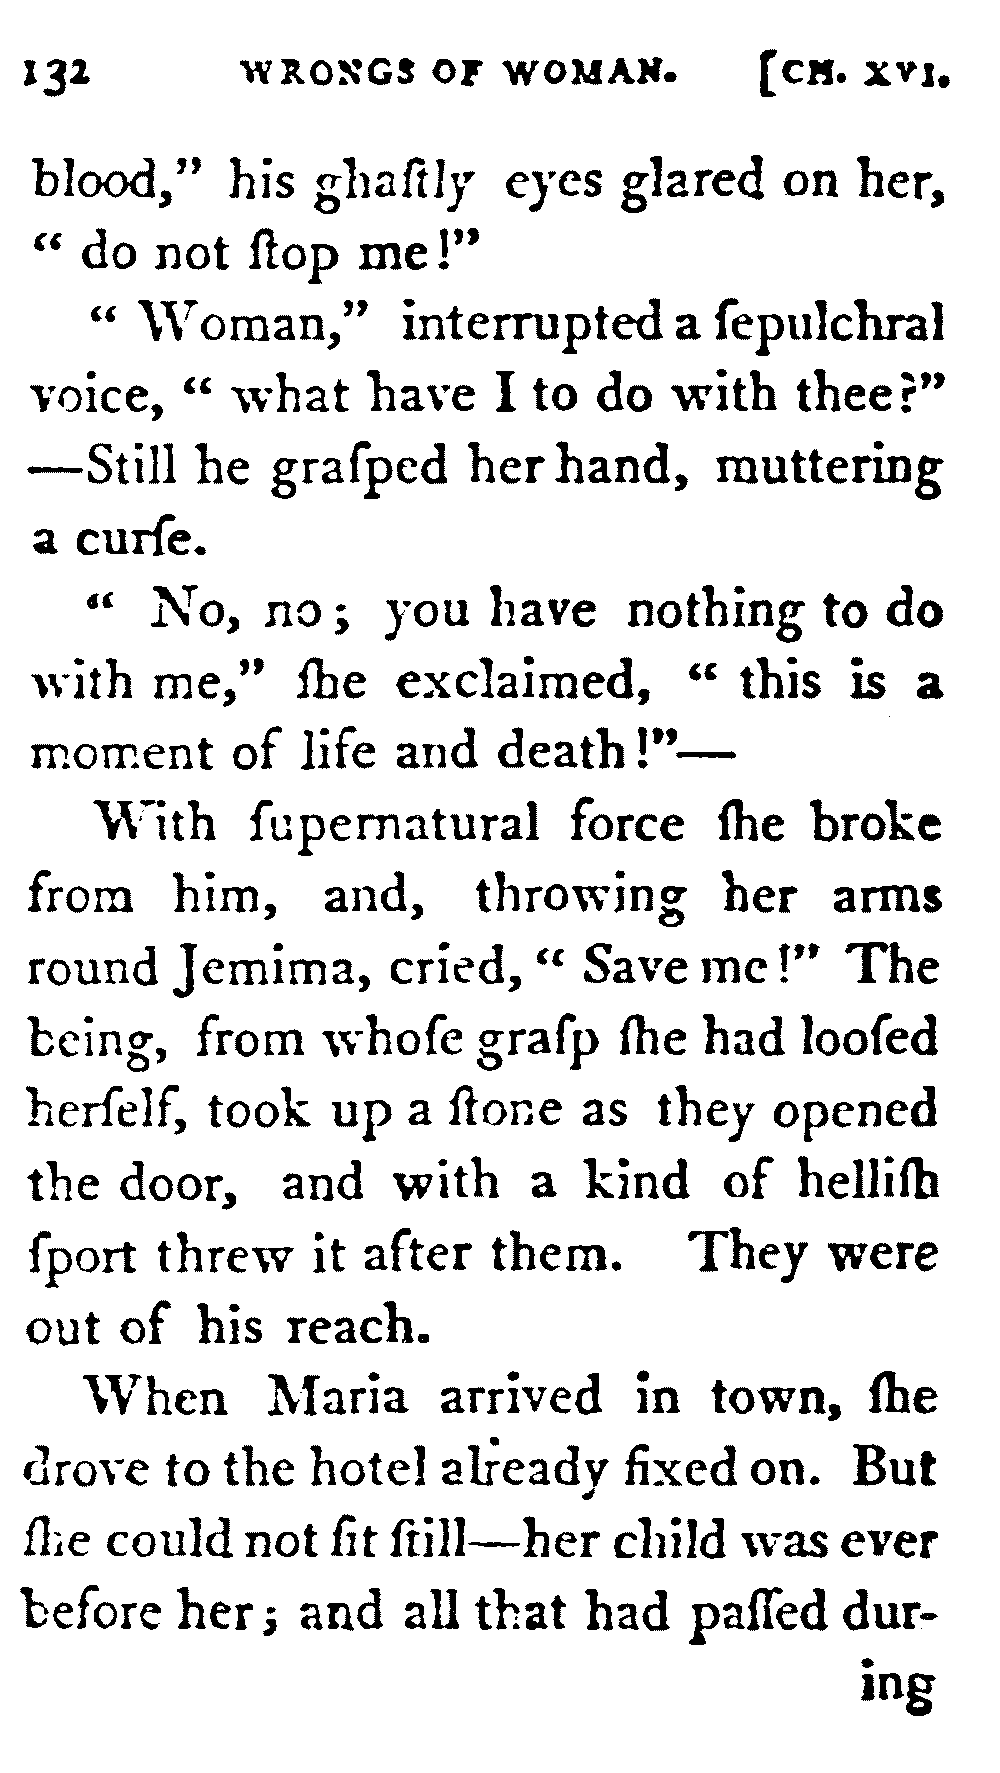 132 WRONGS OF WOMAN. [CH. XVI.
blood,” his ghaſtly eyes glared on her,
“ do not ſtop me!”
“ Woman,” interrupted a ſepulchral
voice, “ what have I to do with thee?”
—Still he graſped her hand, muttering
a curſe.
“ No, no; you have nothing to do
with me,” ſhe exclaimed, “ this is a
moment of life and death!”—
With ſupernatural force ſhe broke
from him, and, throwing her arms
round Jemima, cried, “ Save me!” The
being, from whoſe graſp ſhe had looſed
herſelf, took up a ſtone as they opened
the door, and with a kind of helliſh
ſport threw it after them. They were
out of his reach.
When Maria arrived in town, ſhe
drove to the hotel already fixed on. But
ſhe could not ſit ſtill—her child was ever
before her; and all that had paſſed dur-
ing